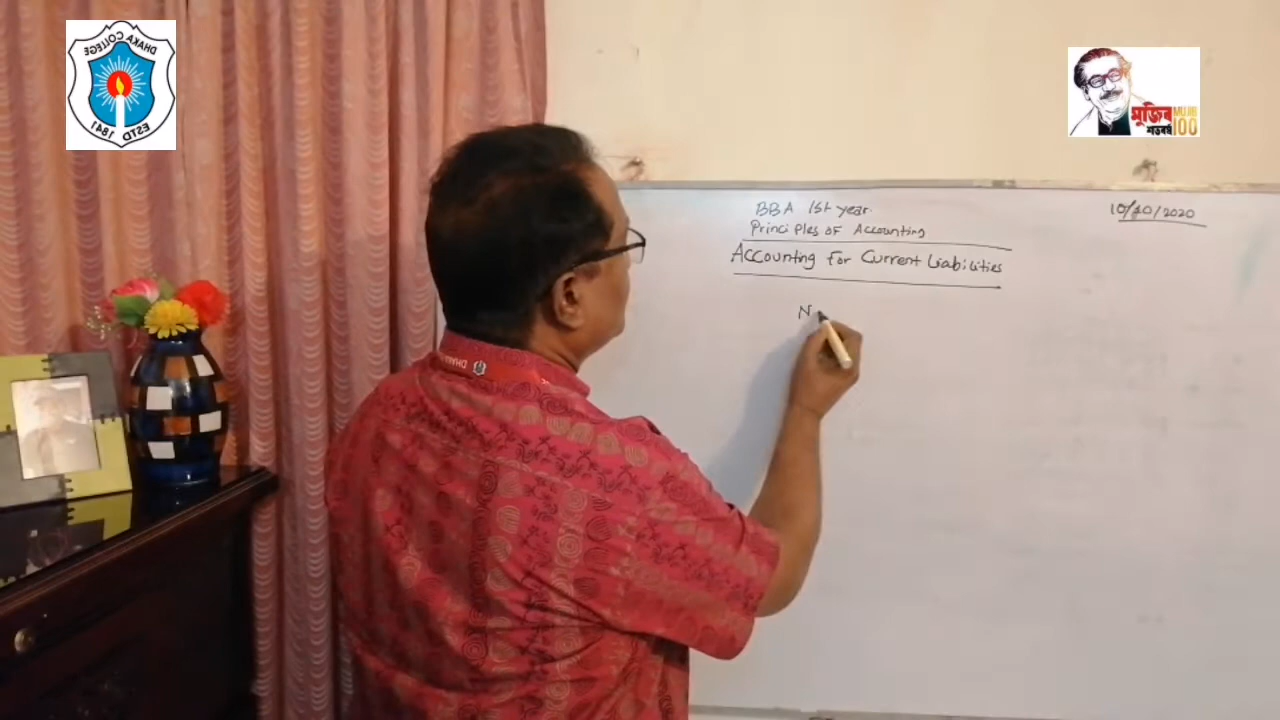 DHAKA COLLEGE
ESTD 1841
মুজিব MUJIB
শতবর্ষ 100
BBA 1st year.
10/10/2020
Principles of Accounting
Accounting for Current Liabilities
N